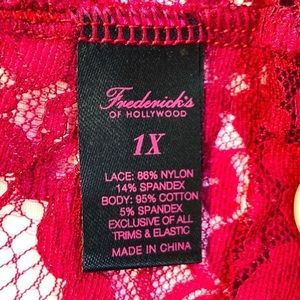 Frederick's
OF HOLLYWOOD
1X
LACE: 86% NYLON
14% SPANDEX
BODY: 95% COTTON
5% SPANDEX
EXCLUSIVE OF ALL
TRIMS & ELASTIC
MADE IN CHINA